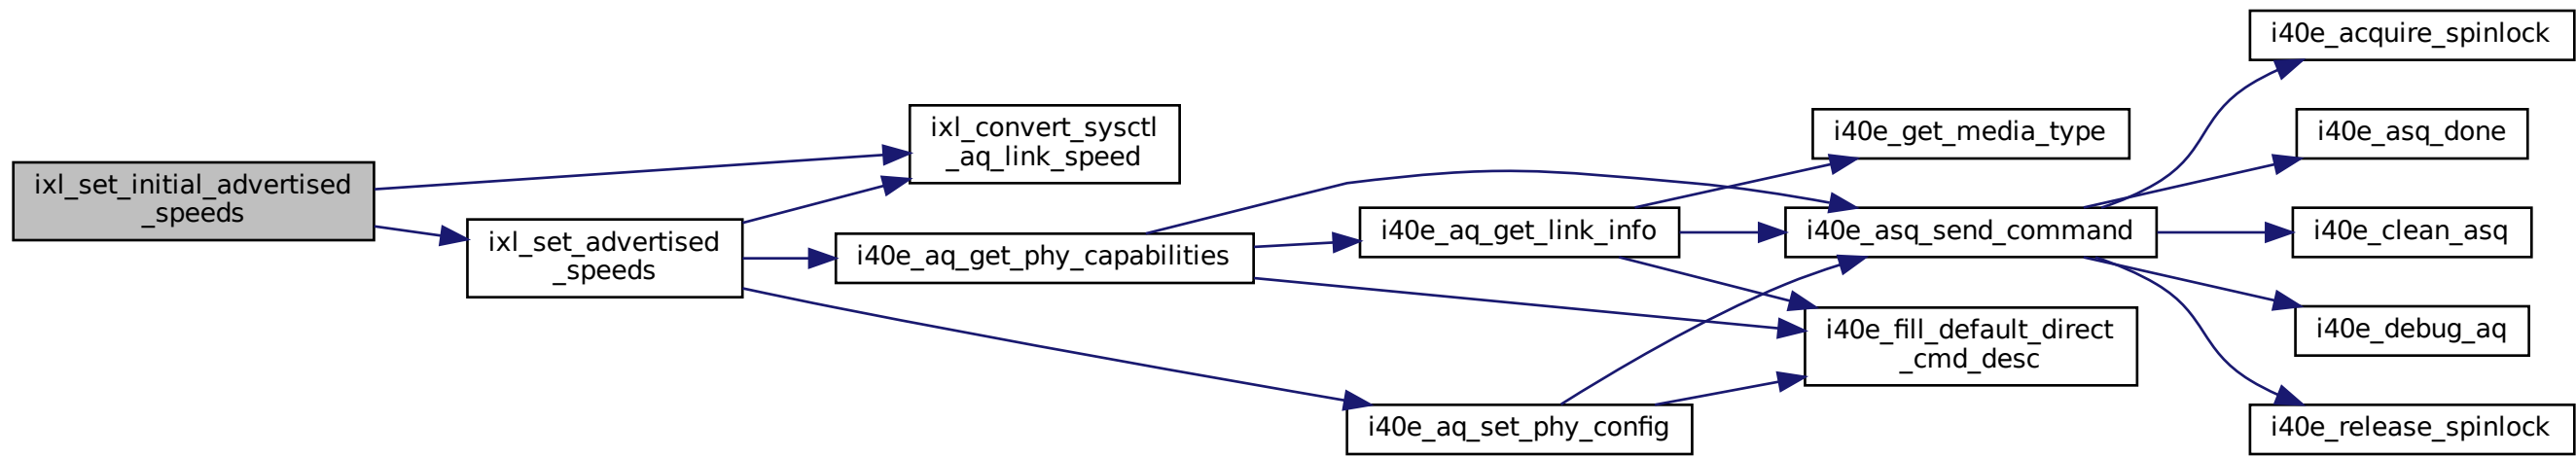 ixl_set_initial_advertised
_speeds
ixl_convert_sysctl
_aq_link_speed
ixl_set_advertised
_speeds
i40e_aq_get_phy_capabilities
i40e_aq_get_link_info
i40e_aq_set_phy_config
i40e_get_media_type
i40e_asq_send_command
i40e_fill_default_direct
_cmd_desc
i40e_acquire_spinlock
i40e_asq_done
i40e_clean_asq
i40e_debug_aq
i40e_release_spinlock